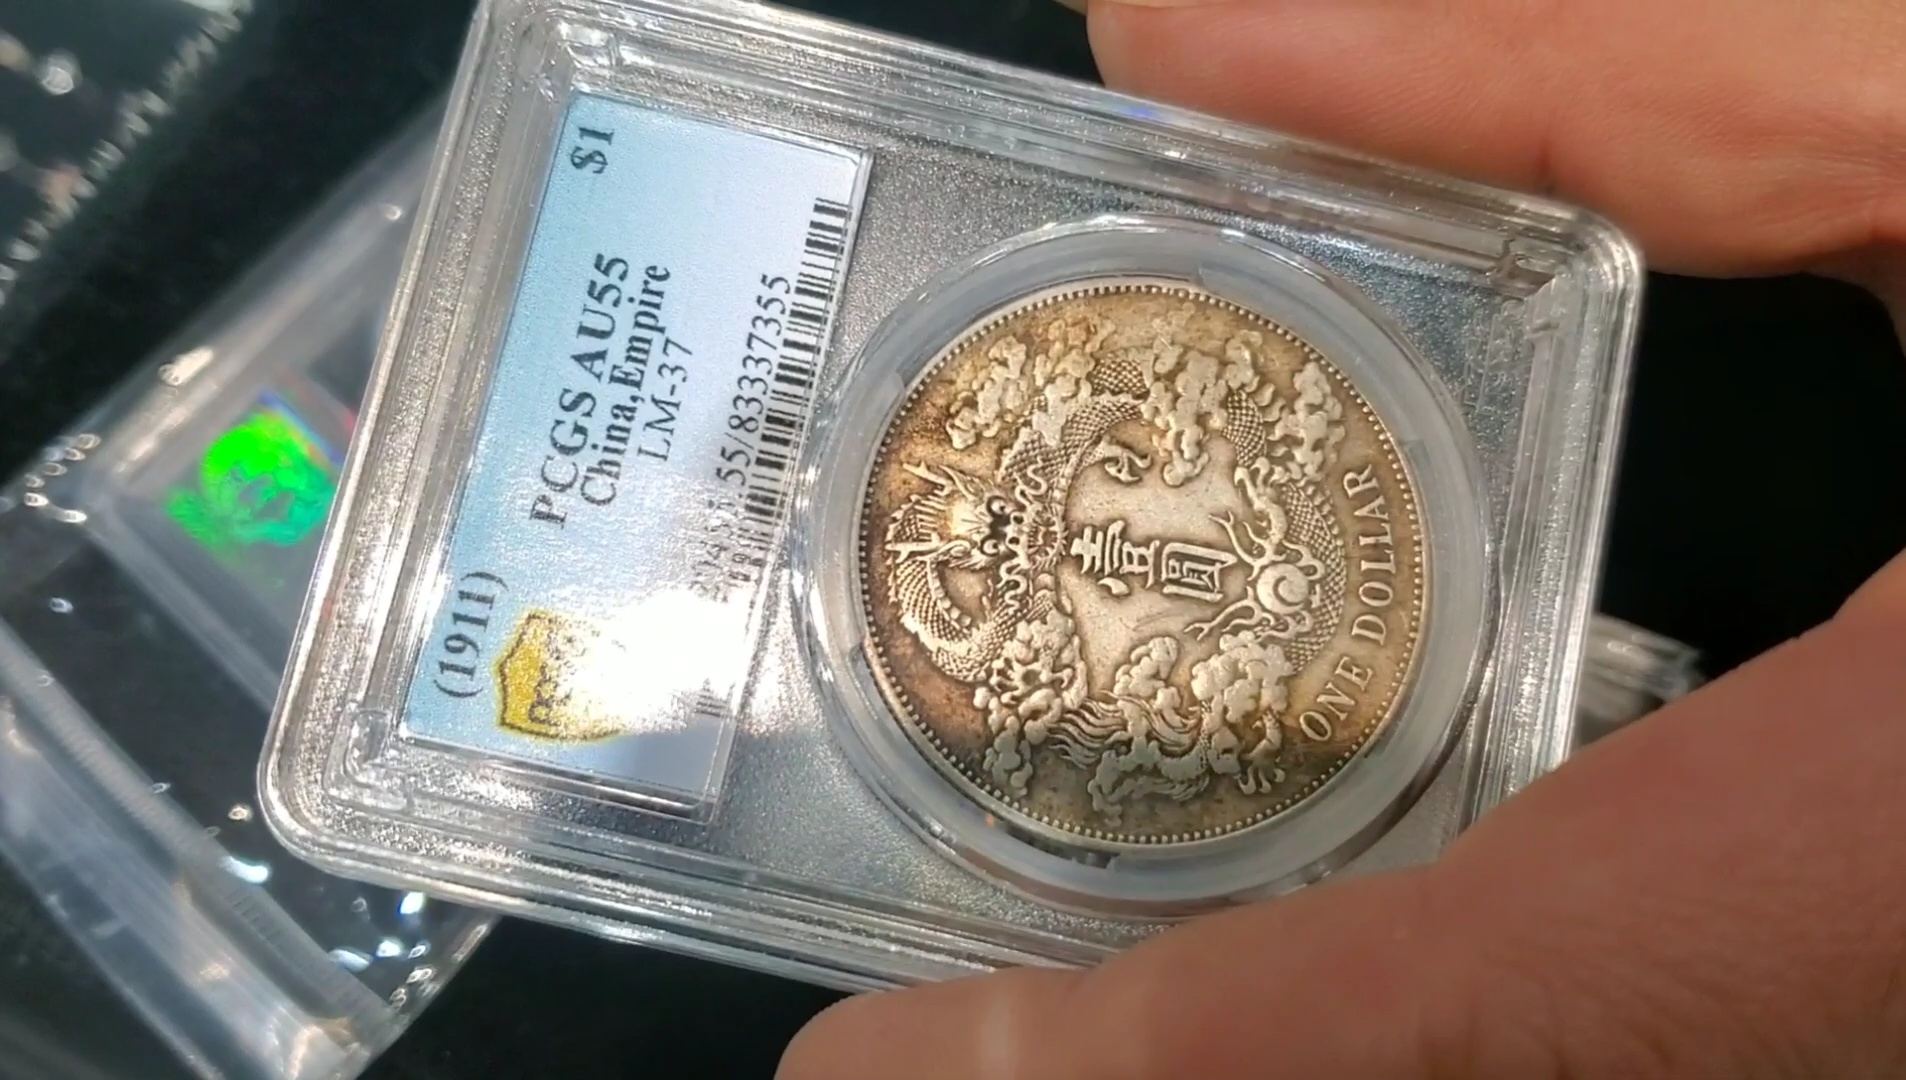 (1911) $1
PCGS AU55
China,Empire
LM-37
.55/83337355
壹圓
ONE DOLLAR